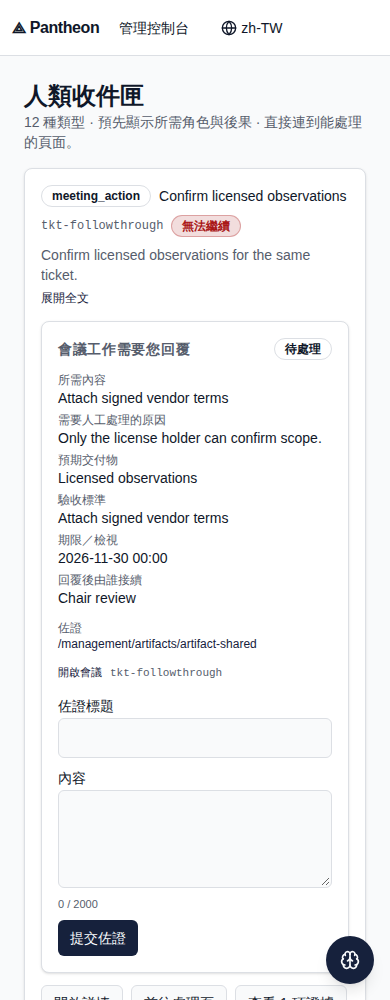 Pantheon 管理控制台 zh-TW
人類收件匣
12 種類型 · 預先顯示所需角色與後果 · 直接連到能處理
的頁面。
meeting_action Confirm licensed observations
tkt-followthrough 無法繼續
Confirm licensed observations for the same
ticket.
展開全文
會議工作需要您回覆 待處理
所需內容
Attach signed vendor terms
需要人工處理的原因
Only the license holder can confirm scope.
預期交付物
Licensed observations
驗收標準
Attach signed vendor terms
期限／檢視
2026-11-30 00:00
回覆後由誰接續
Chair review
佐證
/management/artifacts/artifact-shared
開啟會議 tkt-followthrough
佐證標題
內容
0 / 2000
提交佐證